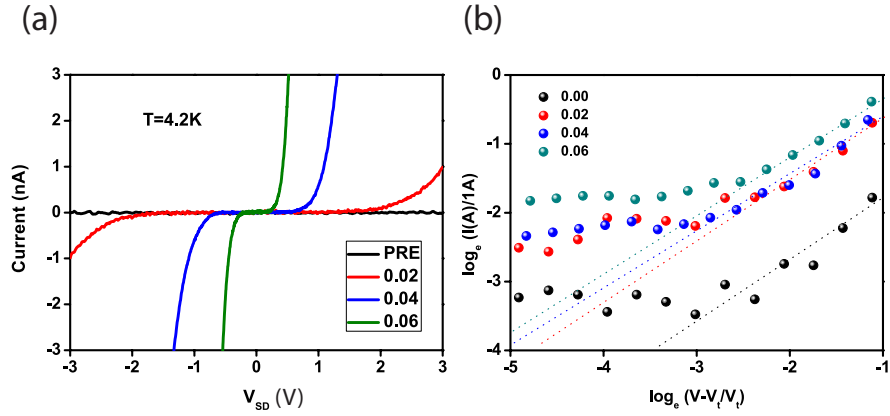 (a)
3
2
1
0
-1
-2
-3
Current (nA)
T=4.2K
PRE
0.02
0.04
0.06
-3 -2 -1 0 1 2 3
V_SD (V)
(b)
0
-1
-2
-3
-4
log_e (I(A)/1A)
0.00
0.02
0.04
0.06
-5 -4 -3 -2 -1
log_e (V-V_t/V_t)